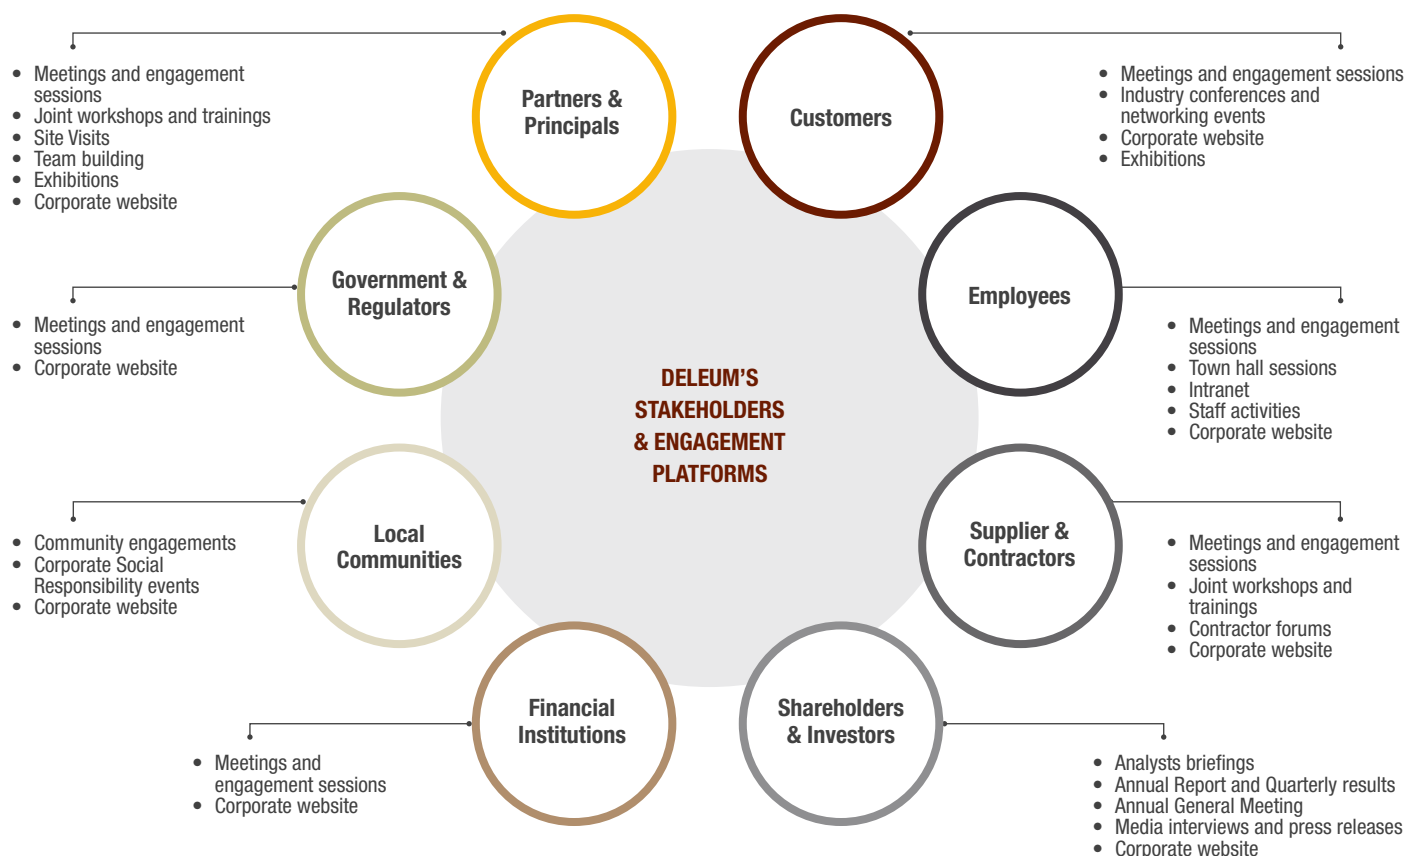 Partners &
Principals
• Meetings and engagement
sessions
• Joint workshops and trainings
• Site Visits
• Team building
• Exhibitions
• Corporate website
Customers
• Meetings and engagement sessions
• Industry conferences and
networking events
• Corporate website
• Exhibitions
Government &
Regulators
• Meetings and engagement
sessions
• Corporate website
Employees
• Meetings and engagement
sessions
• Town hall sessions
• Intranet
• Staff activities
• Corporate website
DELEUM'S
STAKEHOLDERS
& ENGAGEMENT
PLATFORMS
Local
Communities
• Community engagements
• Corporate Social
Responsibility events
• Corporate website
Supplier &
Contractors
• Meetings and engagement
sessions
• Joint workshops and
trainings
• Contractor forums
• Corporate website
Financial
Institutions
• Meetings and
engagement sessions
• Corporate website
Shareholders
& Investors
• Analysts briefings
• Annual Report and Quarterly results
• Annual General Meeting
• Media interviews and press releases
• Corporate website